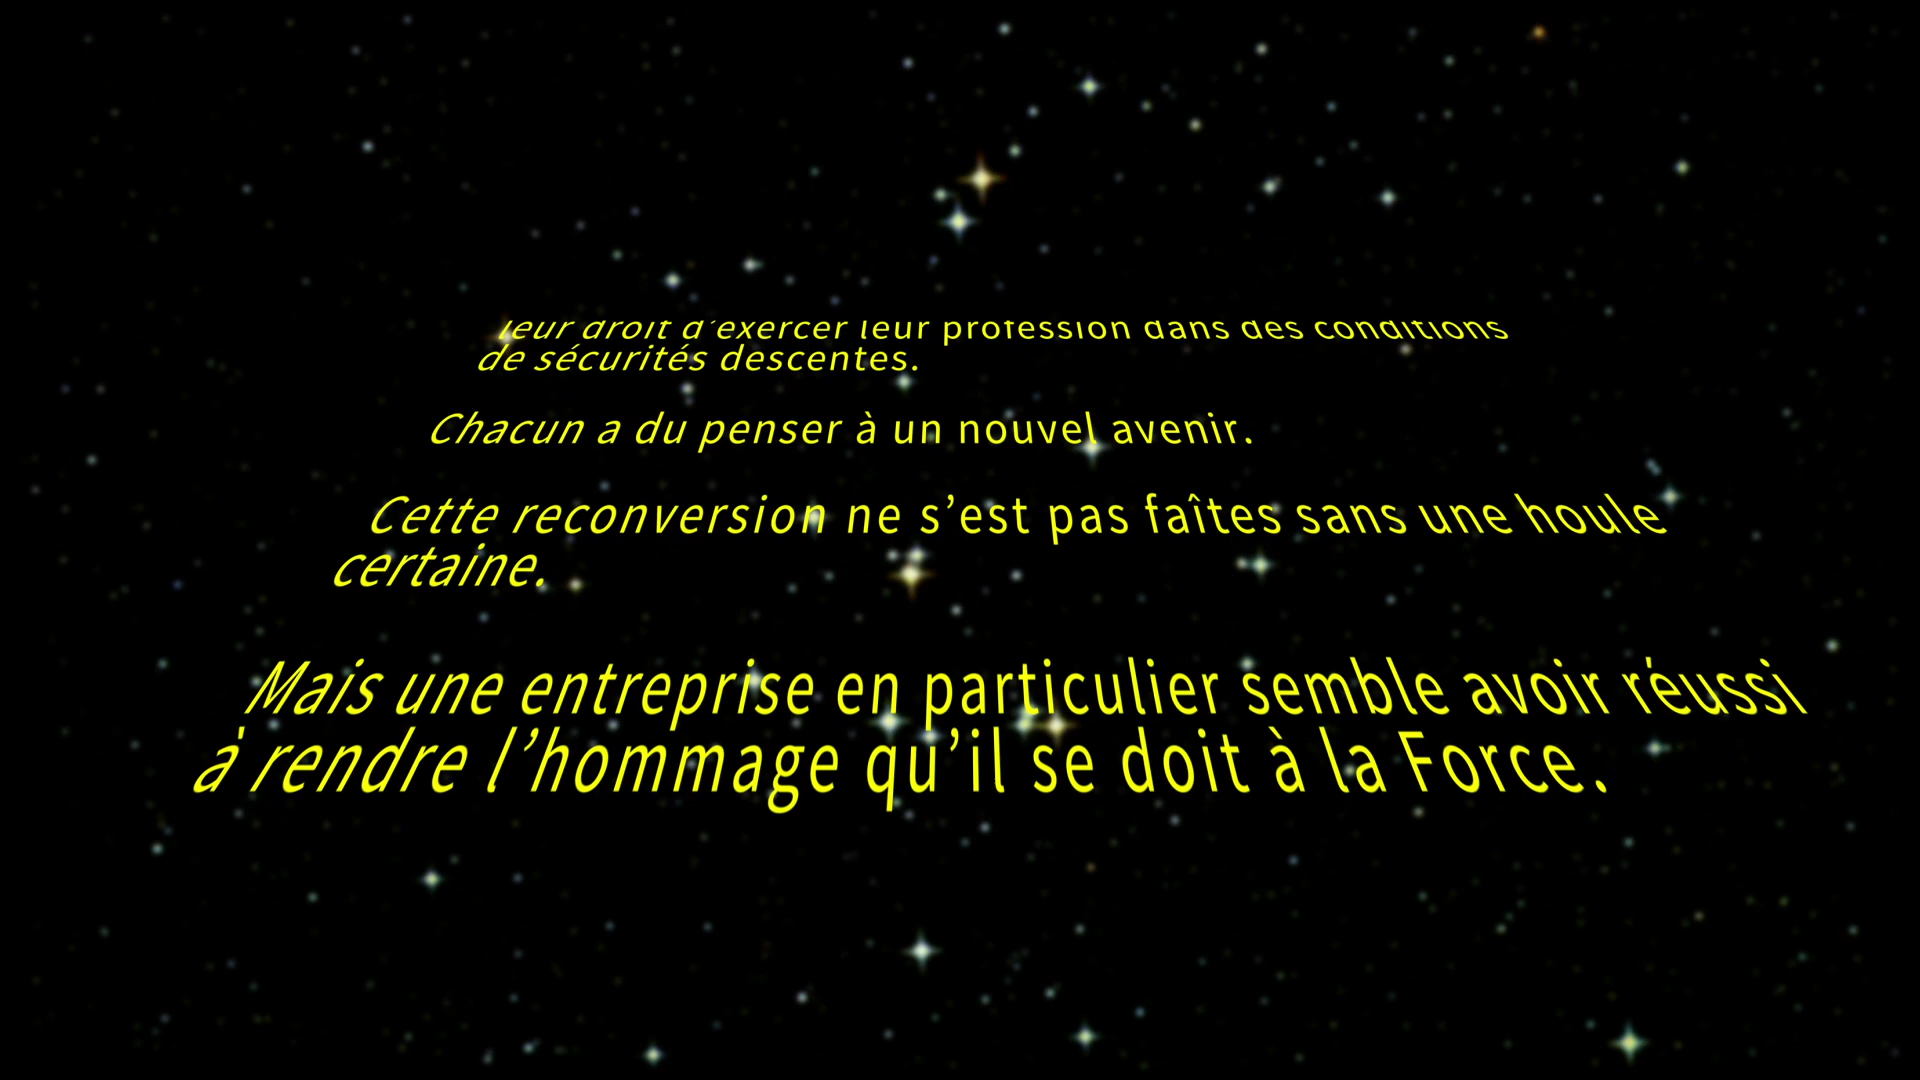 leur droit d’exercer leur profession dans des conditions
de sécurités descentes.
Chacun a du penser à un nouvel avenir.
Cette reconversion ne s’est pas faîtes sans une houle
certaine.
Mais une entreprise en particulier semble avoir réussi
à rendre l’hommage qu’il se doit à la Force.